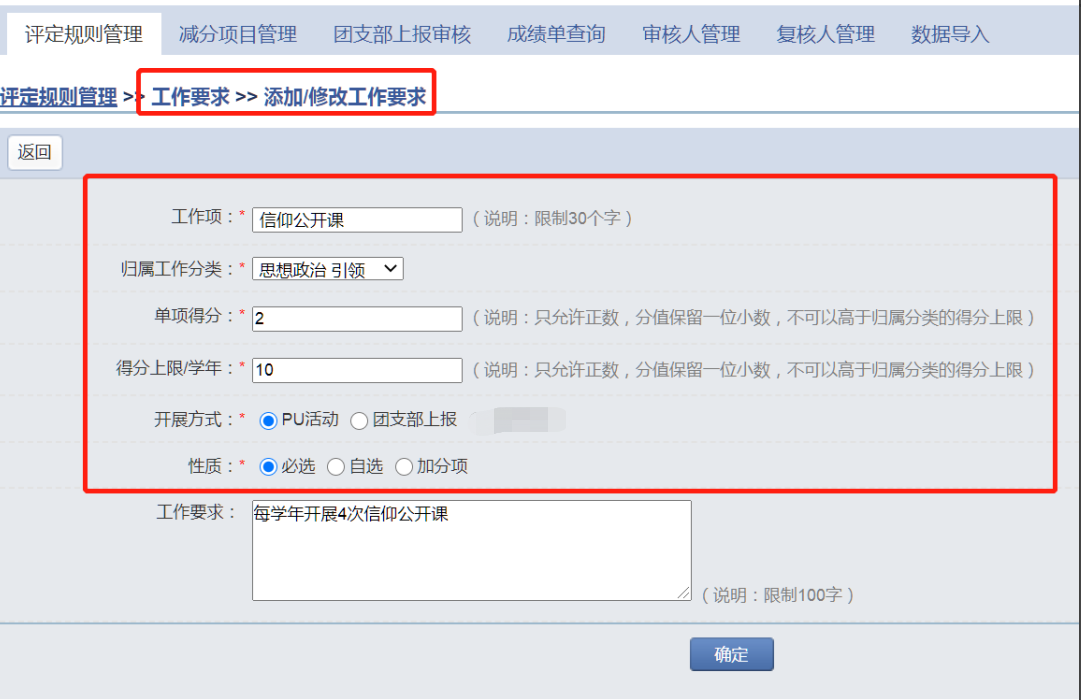 评定规则管理 减分项目管理 团支部上报审核 成绩单查询 审核人管理 复核人管理 数据导入
评定规则管理 >> 工作要求 >> 添加/修改工作要求
返回
工作项：* 信仰公开课 （说明：限制30个字）
归属工作分类：* 思想政治 引领
单项得分：* 2 （说明：只允许正数，分值保留一位小数，不可以高于归属分类的得分上限）
得分上限/学年：* 10 （说明：只允许正数，分值保留一位小数，不可以高于归属分类的得分上限）
开展方式：* PU活动 团支部上报
性质：* 必选 自选 加分项
工作要求： 每学年开展4次信仰公开课
（说明：限制100字）
确定